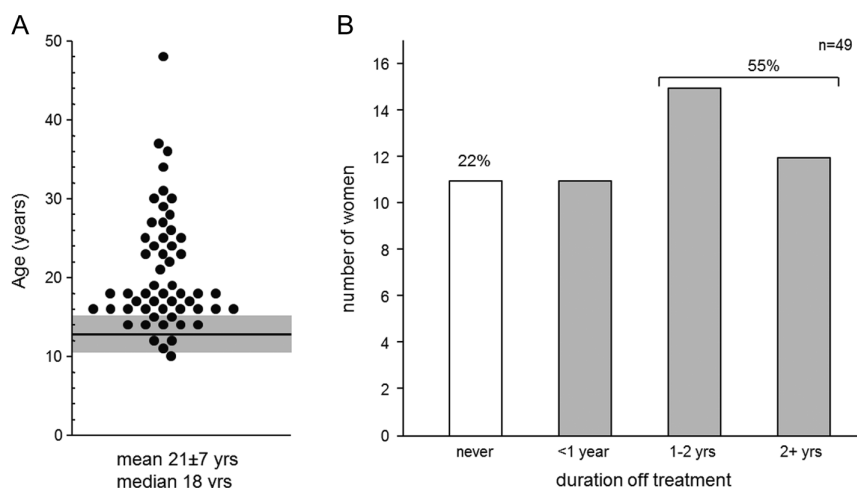 A
50
40
30
20
10
0
Age (years)
mean 21±7 yrs
median 18 yrs
B
n=49
55%
22%
16
14
12
10
8
6
4
2
0
number of women
never
<1 year
1-2 yrs
2+ yrs
duration off treatment